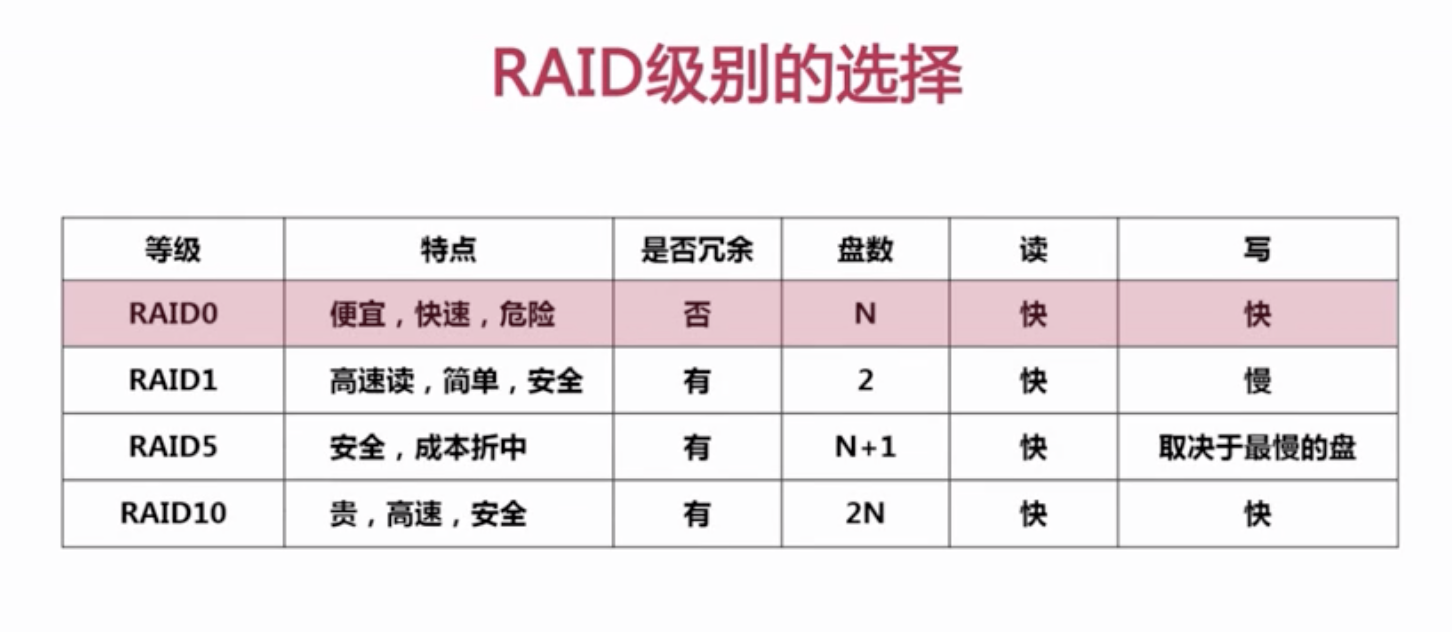 RAID级别的选择
等级 特点 是否冗余 盘数 读 写
RAID0 便宜，快速，危险 否 N 快 快
RAID1 高速读，简单，安全 有 2 快 慢
RAID5 安全，成本折中 有 N+1 快 取决于最慢的盘
RAID10 贵，高速，安全 有 2N 快 快